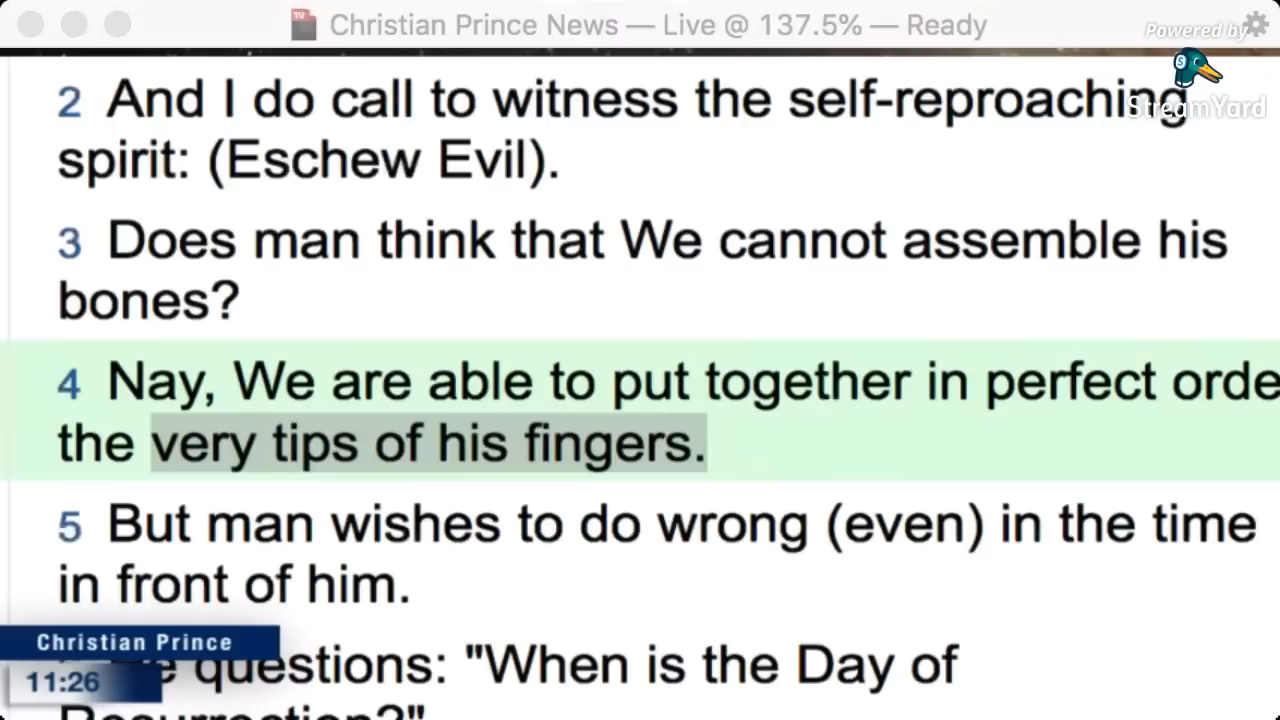 Christian Prince News — Live @ 137.5% — Ready
Powered by
StreamYard
2 And I do call to witness the self-reproaching
spirit: (Eschew Evil).
3 Does man think that We cannot assemble his
bones?
4 Nay, We are able to put together in perfect orde
the very tips of his fingers.
5 But man wishes to do wrong (even) in the time
in front of him.
Christian Prince
questions: "When is the Day of
11:26
Resurrection?"